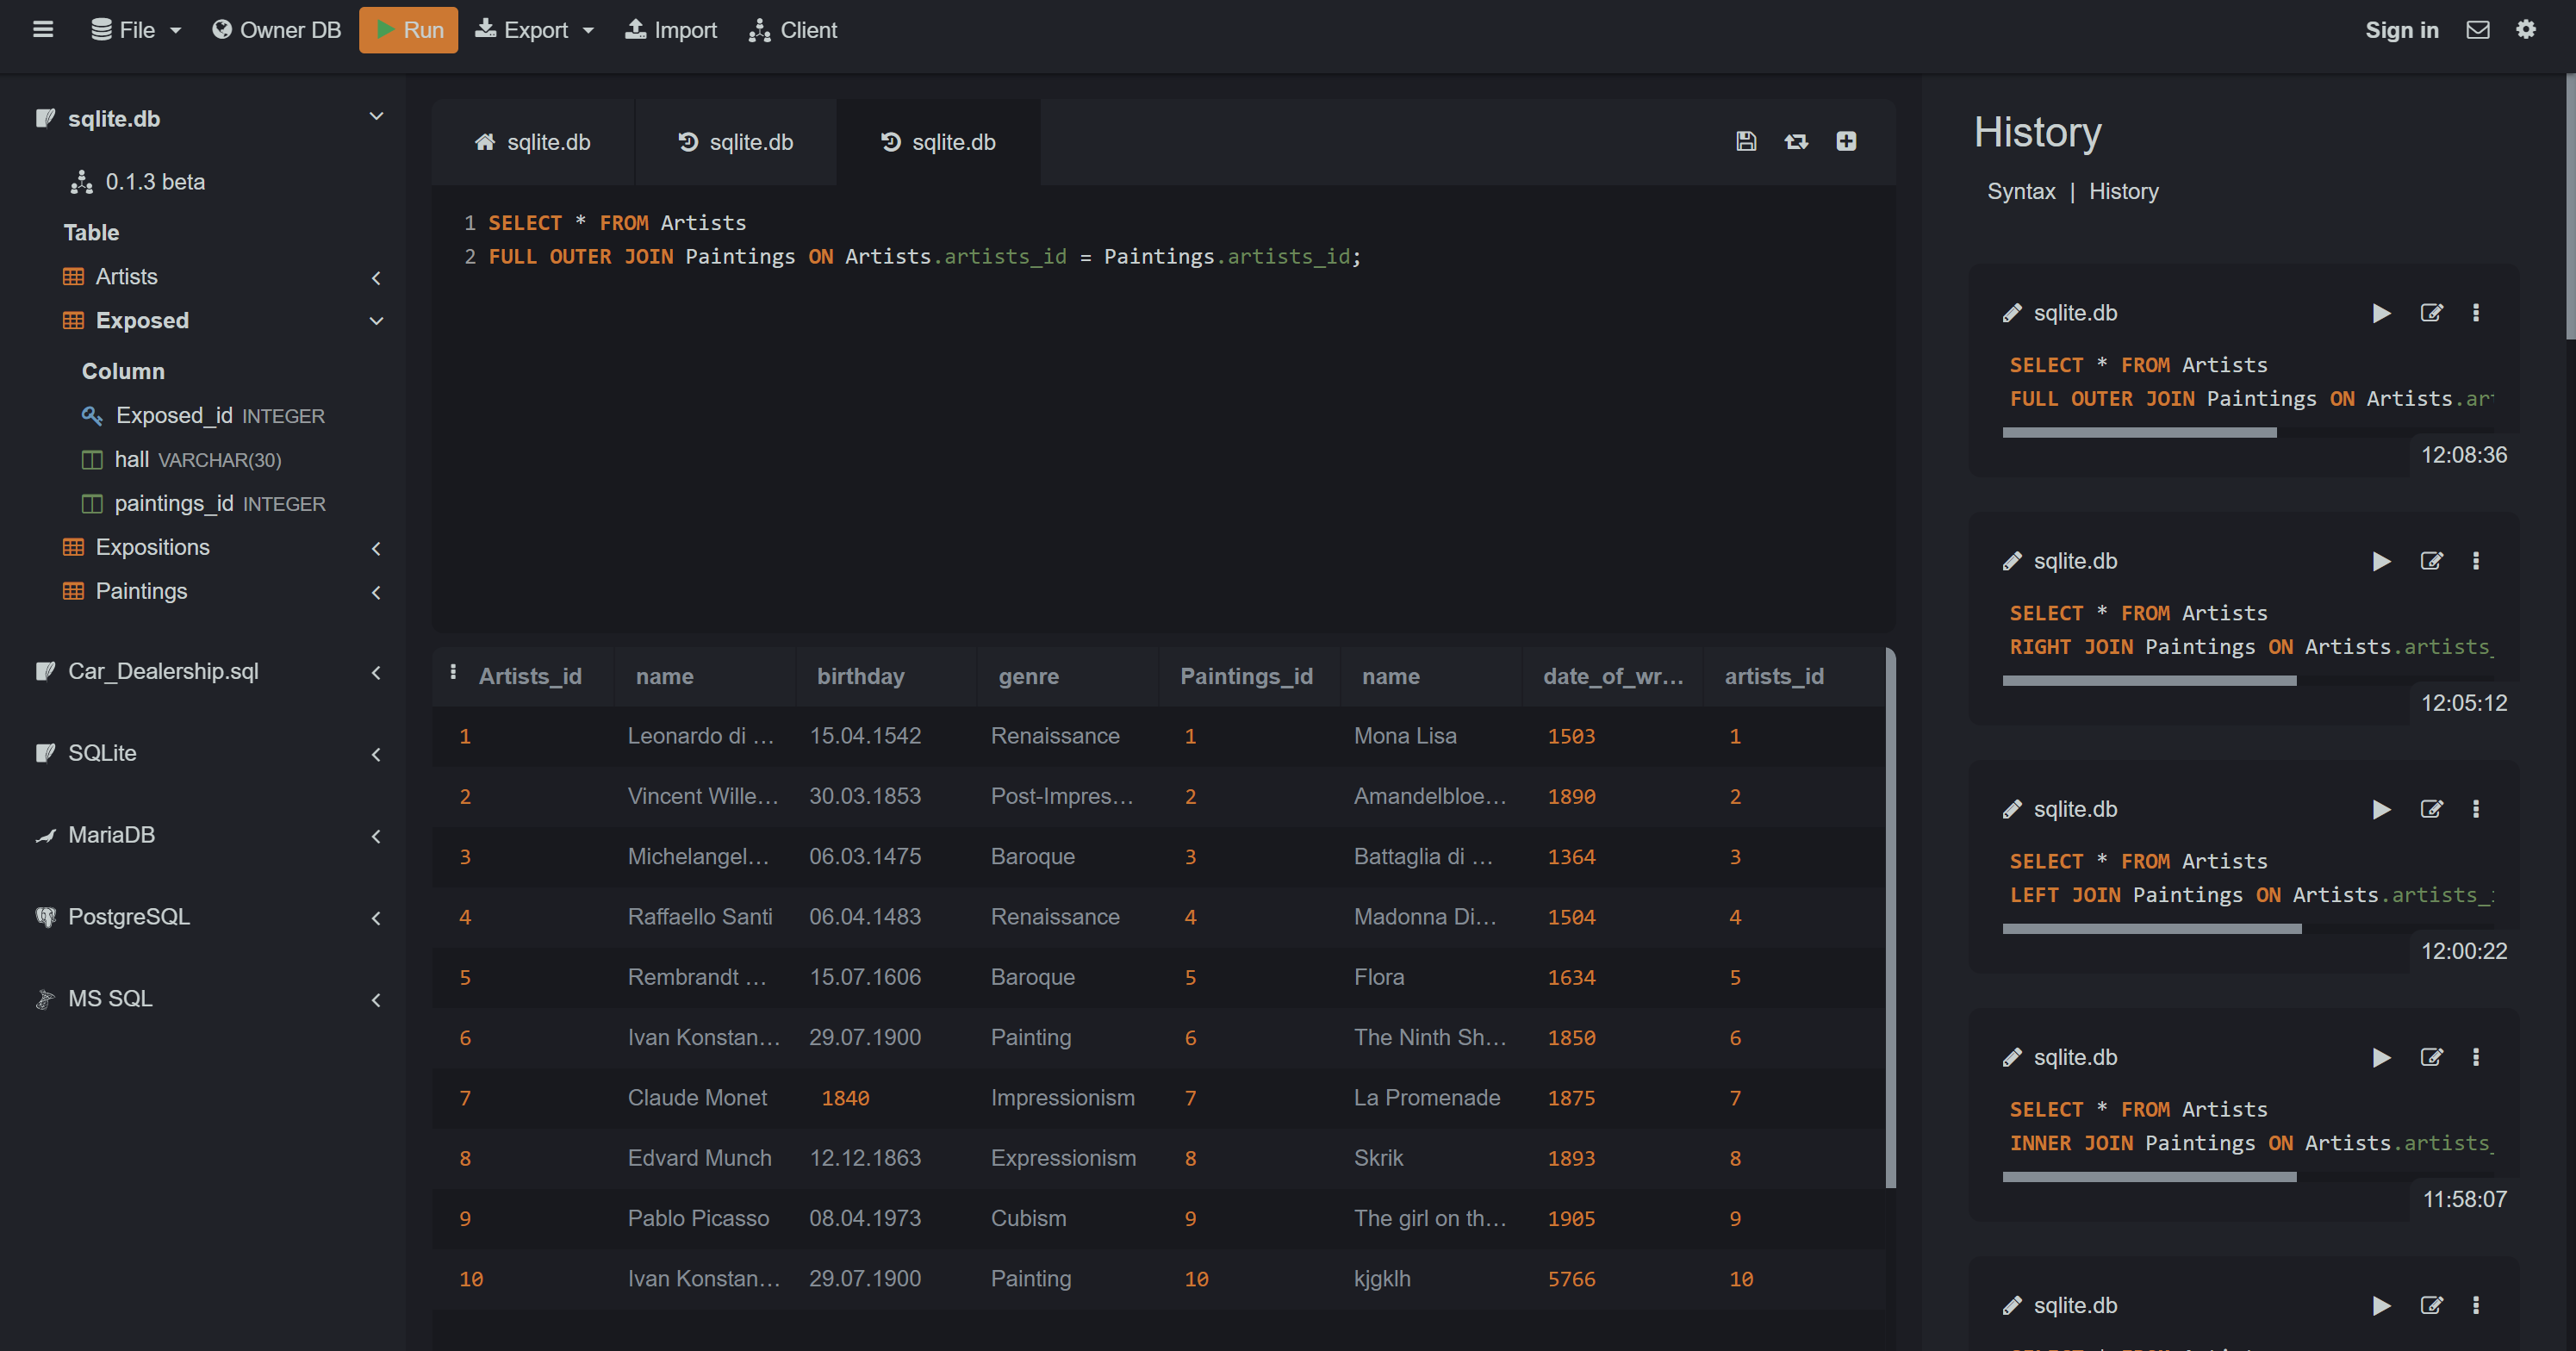 File Owner DB Run Export Import Client Sign in
sqlite.db
0.1.3 beta
Table
Artists
Exposed
Column
Exposed_id INTEGER
hall VARCHAR(30)
paintings_id INTEGER
Expositions
Paintings
Car_Dealership.sql
SQLite
MariaDB
PostgreSQL
MS SQL
sqlite.db sqlite.db sqlite.db
1 SELECT * FROM Artists
2 FULL OUTER JOIN Paintings ON Artists.artists_id = Paintings.artists_id;
Artists_id name birthday genre Paintings_id name date_of_wr... artists_id
1 Leonardo di ... 15.04.1542 Renaissance 1 Mona Lisa 1503 1
2 Vincent Wille... 30.03.1853 Post-Impres... 2 Amandelbloe... 1890 2
3 Michelangel... 06.03.1475 Baroque 3 Battaglia di ... 1364 3
4 Raffaello Santi 06.04.1483 Renaissance 4 Madonna Di... 1504 4
5 Rembrandt ... 15.07.1606 Baroque 5 Flora 1634 5
6 Ivan Konstan... 29.07.1900 Painting 6 The Ninth Sh... 1850 6
7 Claude Monet 1840 Impressionism 7 La Promenade 1875 7
8 Edvard Munch 12.12.1863 Expressionism 8 Skrik 1893 8
9 Pablo Picasso 08.04.1973 Cubism 9 The girl on th... 1905 9
10 Ivan Konstan... 29.07.1900 Painting 10 kjgklh 5766 10
History
Syntax | History
sqlite.db
SELECT * FROM Artists
FULL OUTER JOIN Paintings ON Artists.ar
12:08:36
sqlite.db
SELECT * FROM Artists
RIGHT JOIN Paintings ON Artists.artists_
12:05:12
sqlite.db
SELECT * FROM Artists
LEFT JOIN Paintings ON Artists.artists_
12:00:22
sqlite.db
SELECT * FROM Artists
INNER JOIN Paintings ON Artists.artists_
11:58:07
sqlite.db